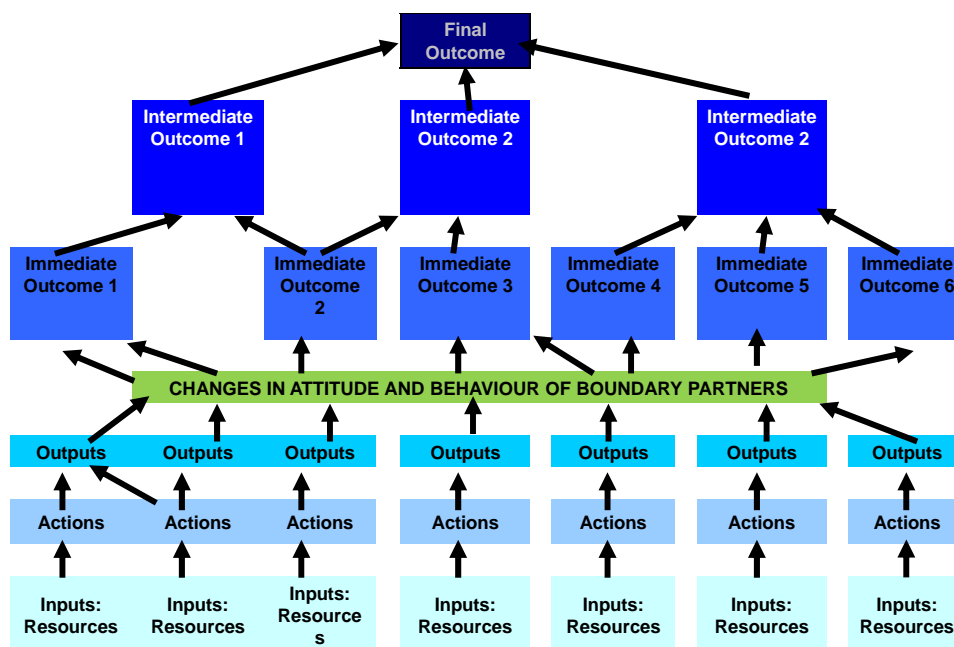 Final
Outcome
Intermediate
Outcome 1
Intermediate
Outcome 2
Intermediate
Outcome 2
Immediate
Outcome 1
Immediate
Outcome
2
Immediate
Outcome 3
Immediate
Outcome 4
Immediate
Outcome 5
Immediate
Outcome 6
CHANGES IN ATTITUDE AND BEHAVIOUR OF BOUNDARY PARTNERS
Outputs
Outputs
Outputs
Outputs
Outputs
Outputs
Outputs
Actions
Actions
Actions
Actions
Actions
Actions
Actions
Inputs:
Resources
Inputs:
Resources
Inputs:
Resource
s
Inputs:
Resources
Inputs:
Resources
Inputs:
Resources
Inputs:
Resources